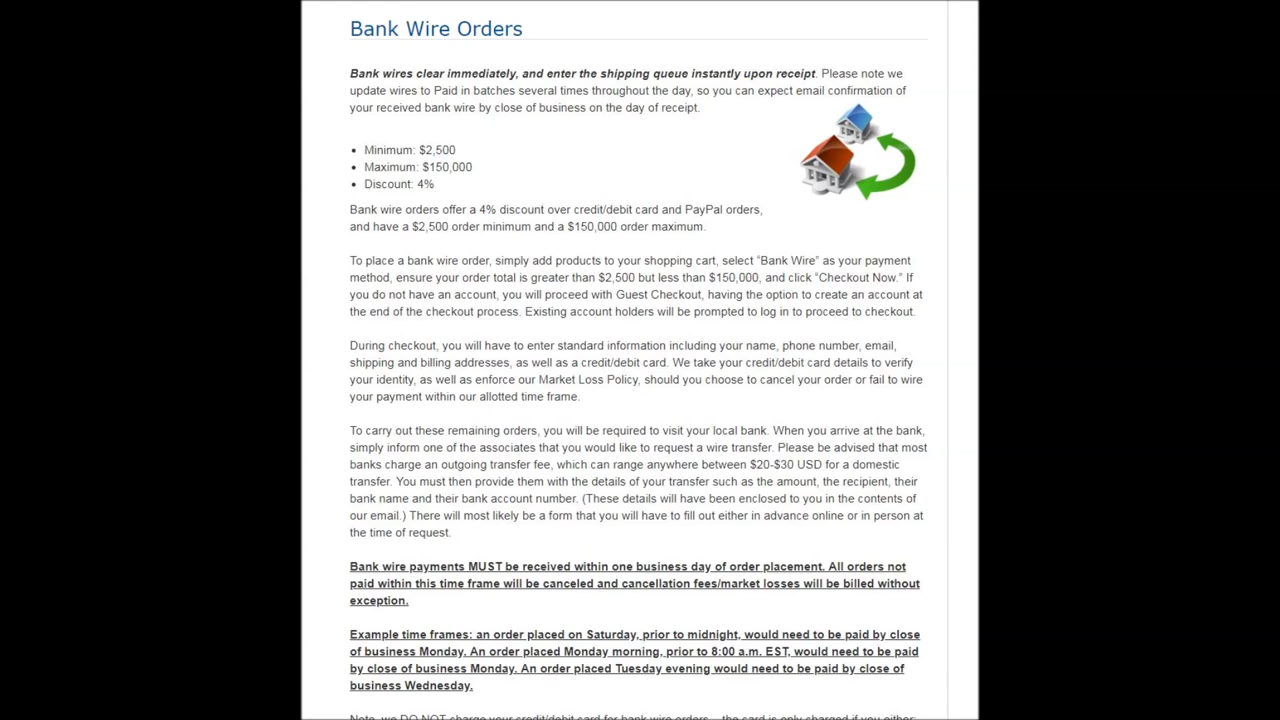 Bank Wire Orders
Bank wires clear immediately, and enter the shipping queue instantly upon receipt. Please note we
update wires to Paid in batches several times throughout the day, so you can expect email confirmation of
your received bank wire by close of business on the day of receipt.
• Minimum: $2,500
• Maximum: $150,000
• Discount: 4%
Bank wire orders offer a 4% discount over credit/debit card and PayPal orders,
and have a $2,500 order minimum and a $150,000 order maximum.
To place a bank wire order, simply add products to your shopping cart, select “Bank Wire” as your payment
method, ensure your order total is greater than $2,500 but less than $150,000, and click “Checkout Now.” If
you do not have an account, you will proceed with Guest Checkout, having the option to create an account at
the end of the checkout process. Existing account holders will be prompted to log in to proceed to checkout.
During checkout, you will have to enter standard information including your name, phone number, email,
shipping and billing addresses, as well as a credit/debit card. We take your credit/debit card details to verify
your identity, as well as enforce our Market Loss Policy, should you choose to cancel your order or fail to wire
your payment within our allotted time frame.
To carry out these remaining orders, you will be required to visit your local bank. When you arrive at the bank,
simply inform one of the associates that you would like to request a wire transfer. Please be advised that most
banks charge an outgoing transfer fee, which can range anywhere between $20-$30 USD for a domestic
transfer. You must then provide them with the details of your transfer such as the amount, the recipient, their
bank name and their bank account number. (These details will have been enclosed to you in the contents of
our email.) There will most likely be a form that you will have to fill out either in advance online or in person at
the time of request.
Bank wire payments MUST be received within one business day of order placement. All orders not
paid within this time frame will be canceled and cancellation fees/market losses will be billed without
exception.
Example time frames: an order placed on Saturday, prior to midnight, would need to be paid by close
of business Monday. An order placed Monday morning, prior to 8:00 a.m. EST, would need to be paid
by close of business Monday. An order placed Tuesday evening would need to be paid by close of
business Wednesday.
Note, we DO NOT charge your credit/debit card for bank wire orders – the card is only charged if you either: